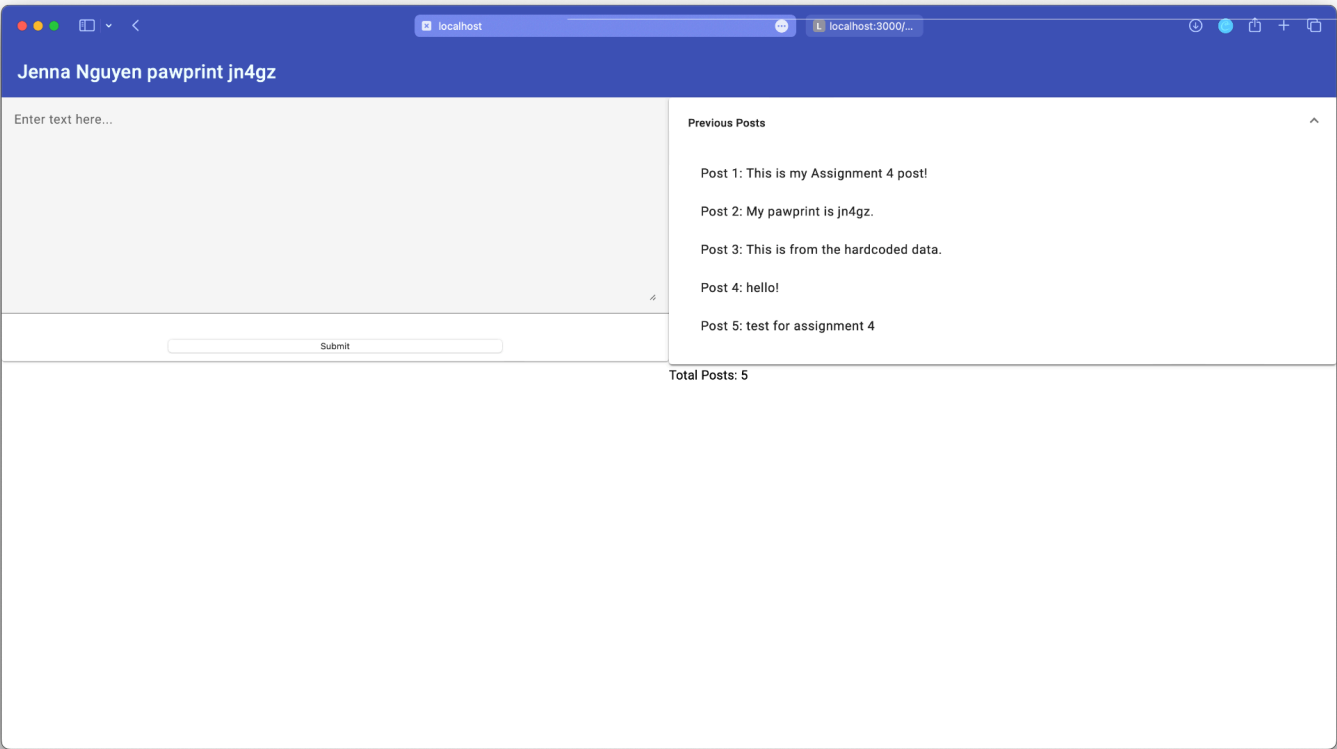 localhost
L localhost:3000/...
Jenna Nguyen pawprint jn4gz
Enter text here...
Submit
Previous Posts
Post 1: This is my Assignment 4 post!
Post 2: My pawprint is jn4gz.
Post 3: This is from the hardcoded data.
Post 4: hello!
Post 5: test for assignment 4
Total Posts: 5